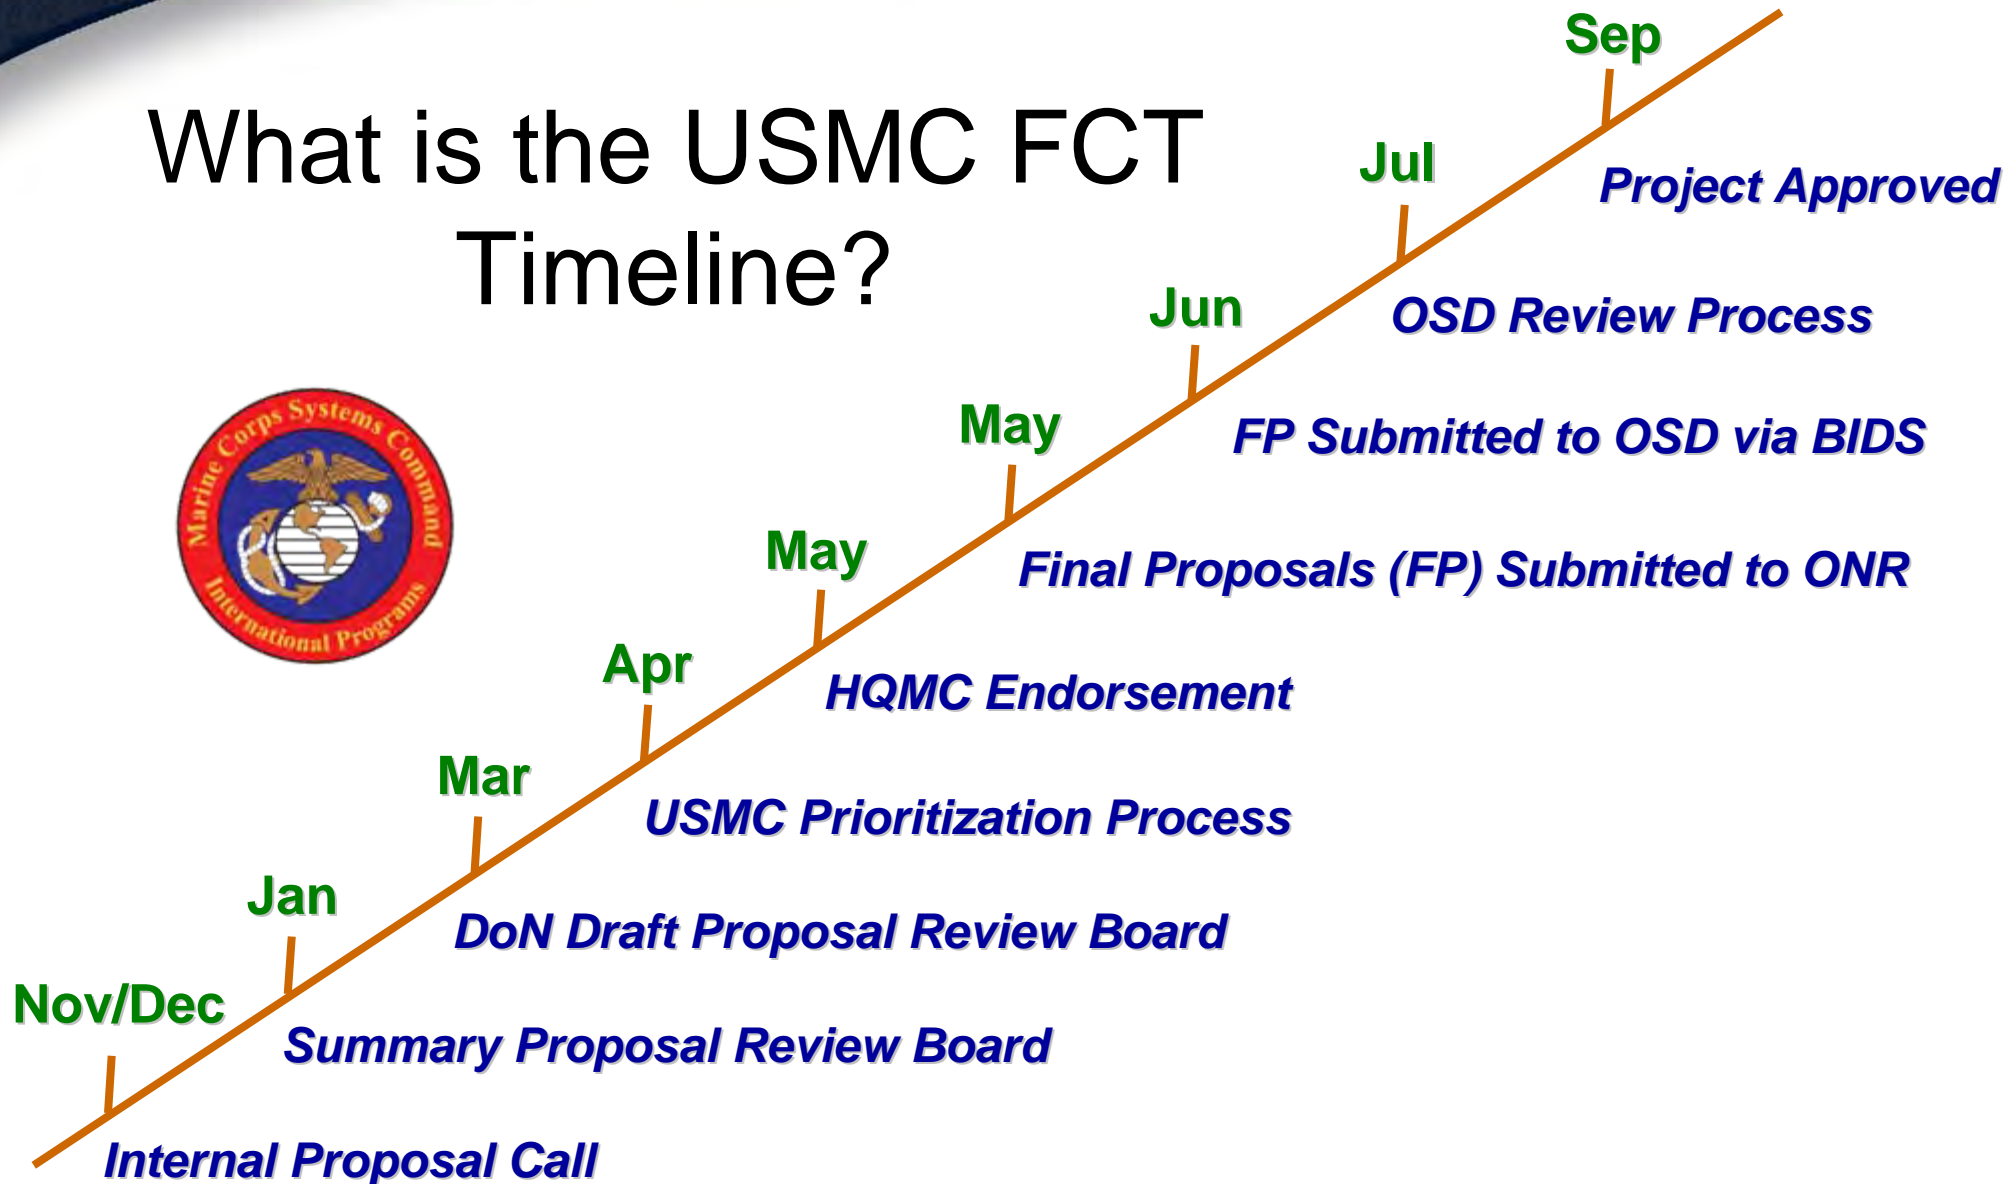 What is the USMC FCT
Timeline?
Marine Corps Systems Command
International Programs
Sep
Project Approved
Jul
OSD Review Process
Jun
FP Submitted to OSD via BIDS
May
Final Proposals (FP) Submitted to ONR
May
HQMC Endorsement
Apr
USMC Prioritization Process
Mar
DoN Draft Proposal Review Board
Jan
Summary Proposal Review Board
Nov/Dec
Internal Proposal Call